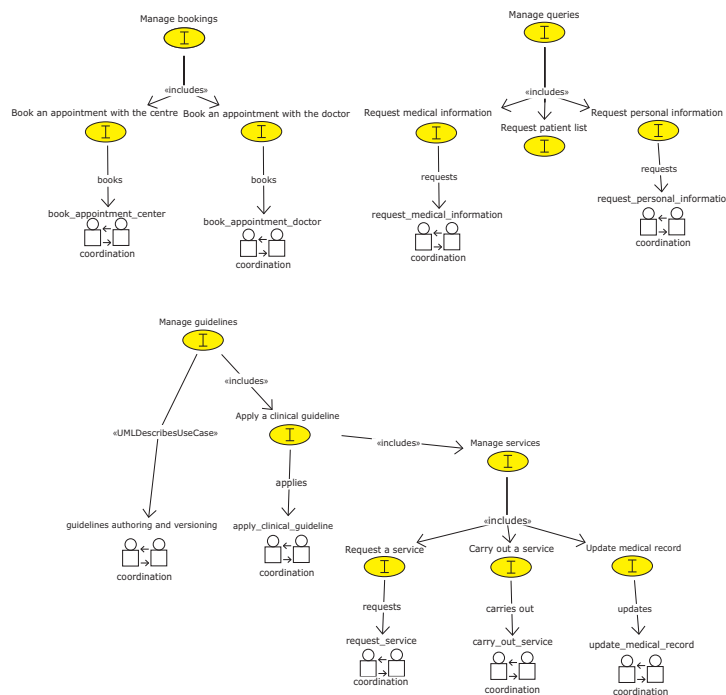 Manage bookings
I
«includes»
Book an appointment with the centre
I
Book an appointment with the doctor
I
books
books
book_appointment_center
coordination
book_appointment_doctor
coordination
Manage queries
I
«includes»
Request medical information
I
Request patient list
I
Request personal information
I
requests
requests
request_medical_information
coordination
request_personal_information
coordination
Manage guidelines
I
«includes»
«UMLDescribesUseCase»
Apply a clinical guideline
I
«includes»
Manage services
I
applies
guidelines authoring and versioning
coordination
apply_clinical_guideline
coordination
«includes»
Request a service
I
Carry out a service
I
Update medical record
I
requests
carries out
updates
request_service
coordination
carry_out_service
coordination
update_medical_record
coordination